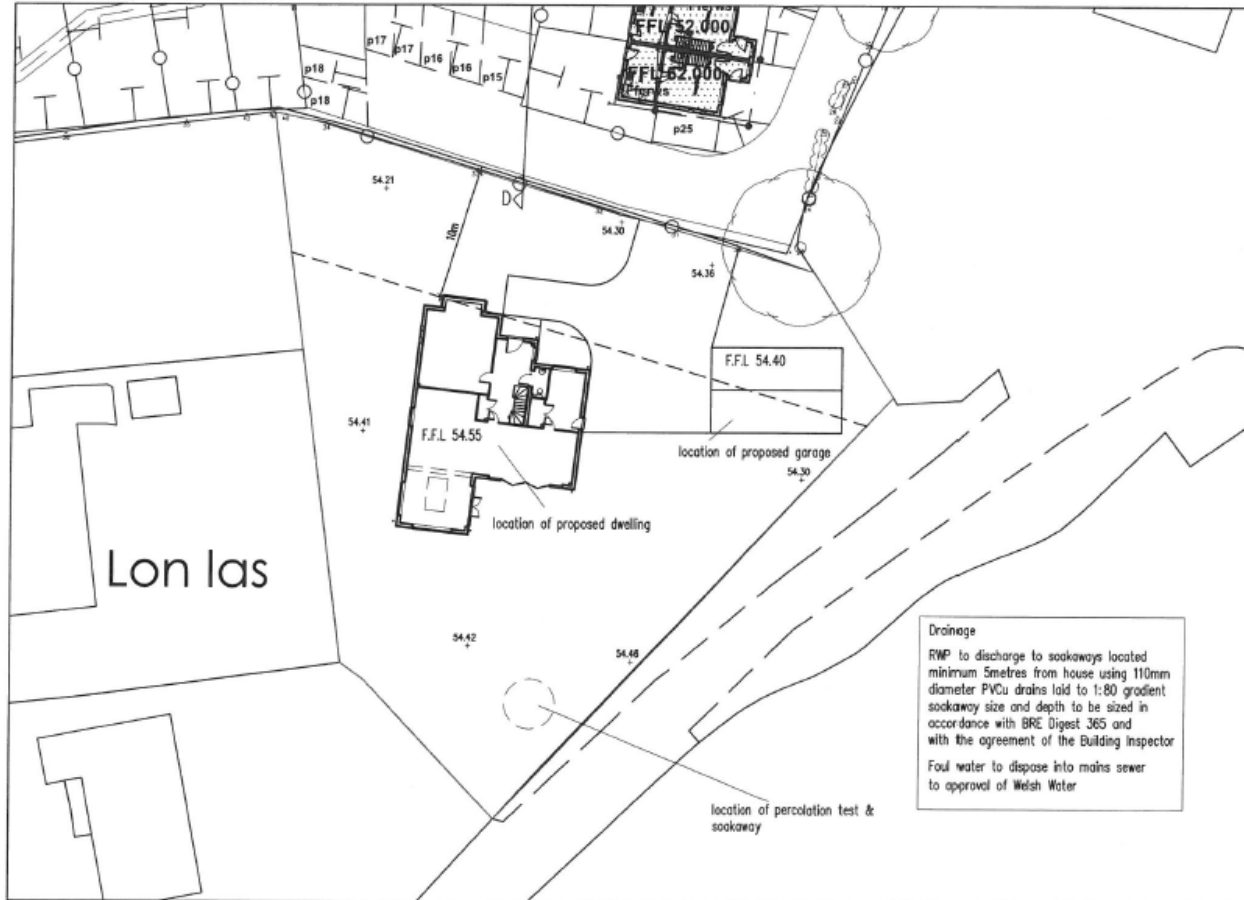 FFL 52.000
FFL 52.000
Plerws
p17
p17
p16
p16
p15
p18
p18
p25
54.21
10m
D
54.30
54.36
F.F.L 54.40
54.41
F.F.L 54.55
location of proposed garage
54.30
location of proposed dwelling
Lon las
54.42
54.46
location of percolation test &
soakaway
Drainage
RWP to discharge to soakaways located
minimum 5metres from house using 110mm
diameter PVCu drains laid to 1:80 gradient
soakaway size and depth to be sized in
accordance with BRE Digest 365 and
with the agreement of the Building Inspector
Foul water to dispose into mains sewer
to approval of Welsh Water